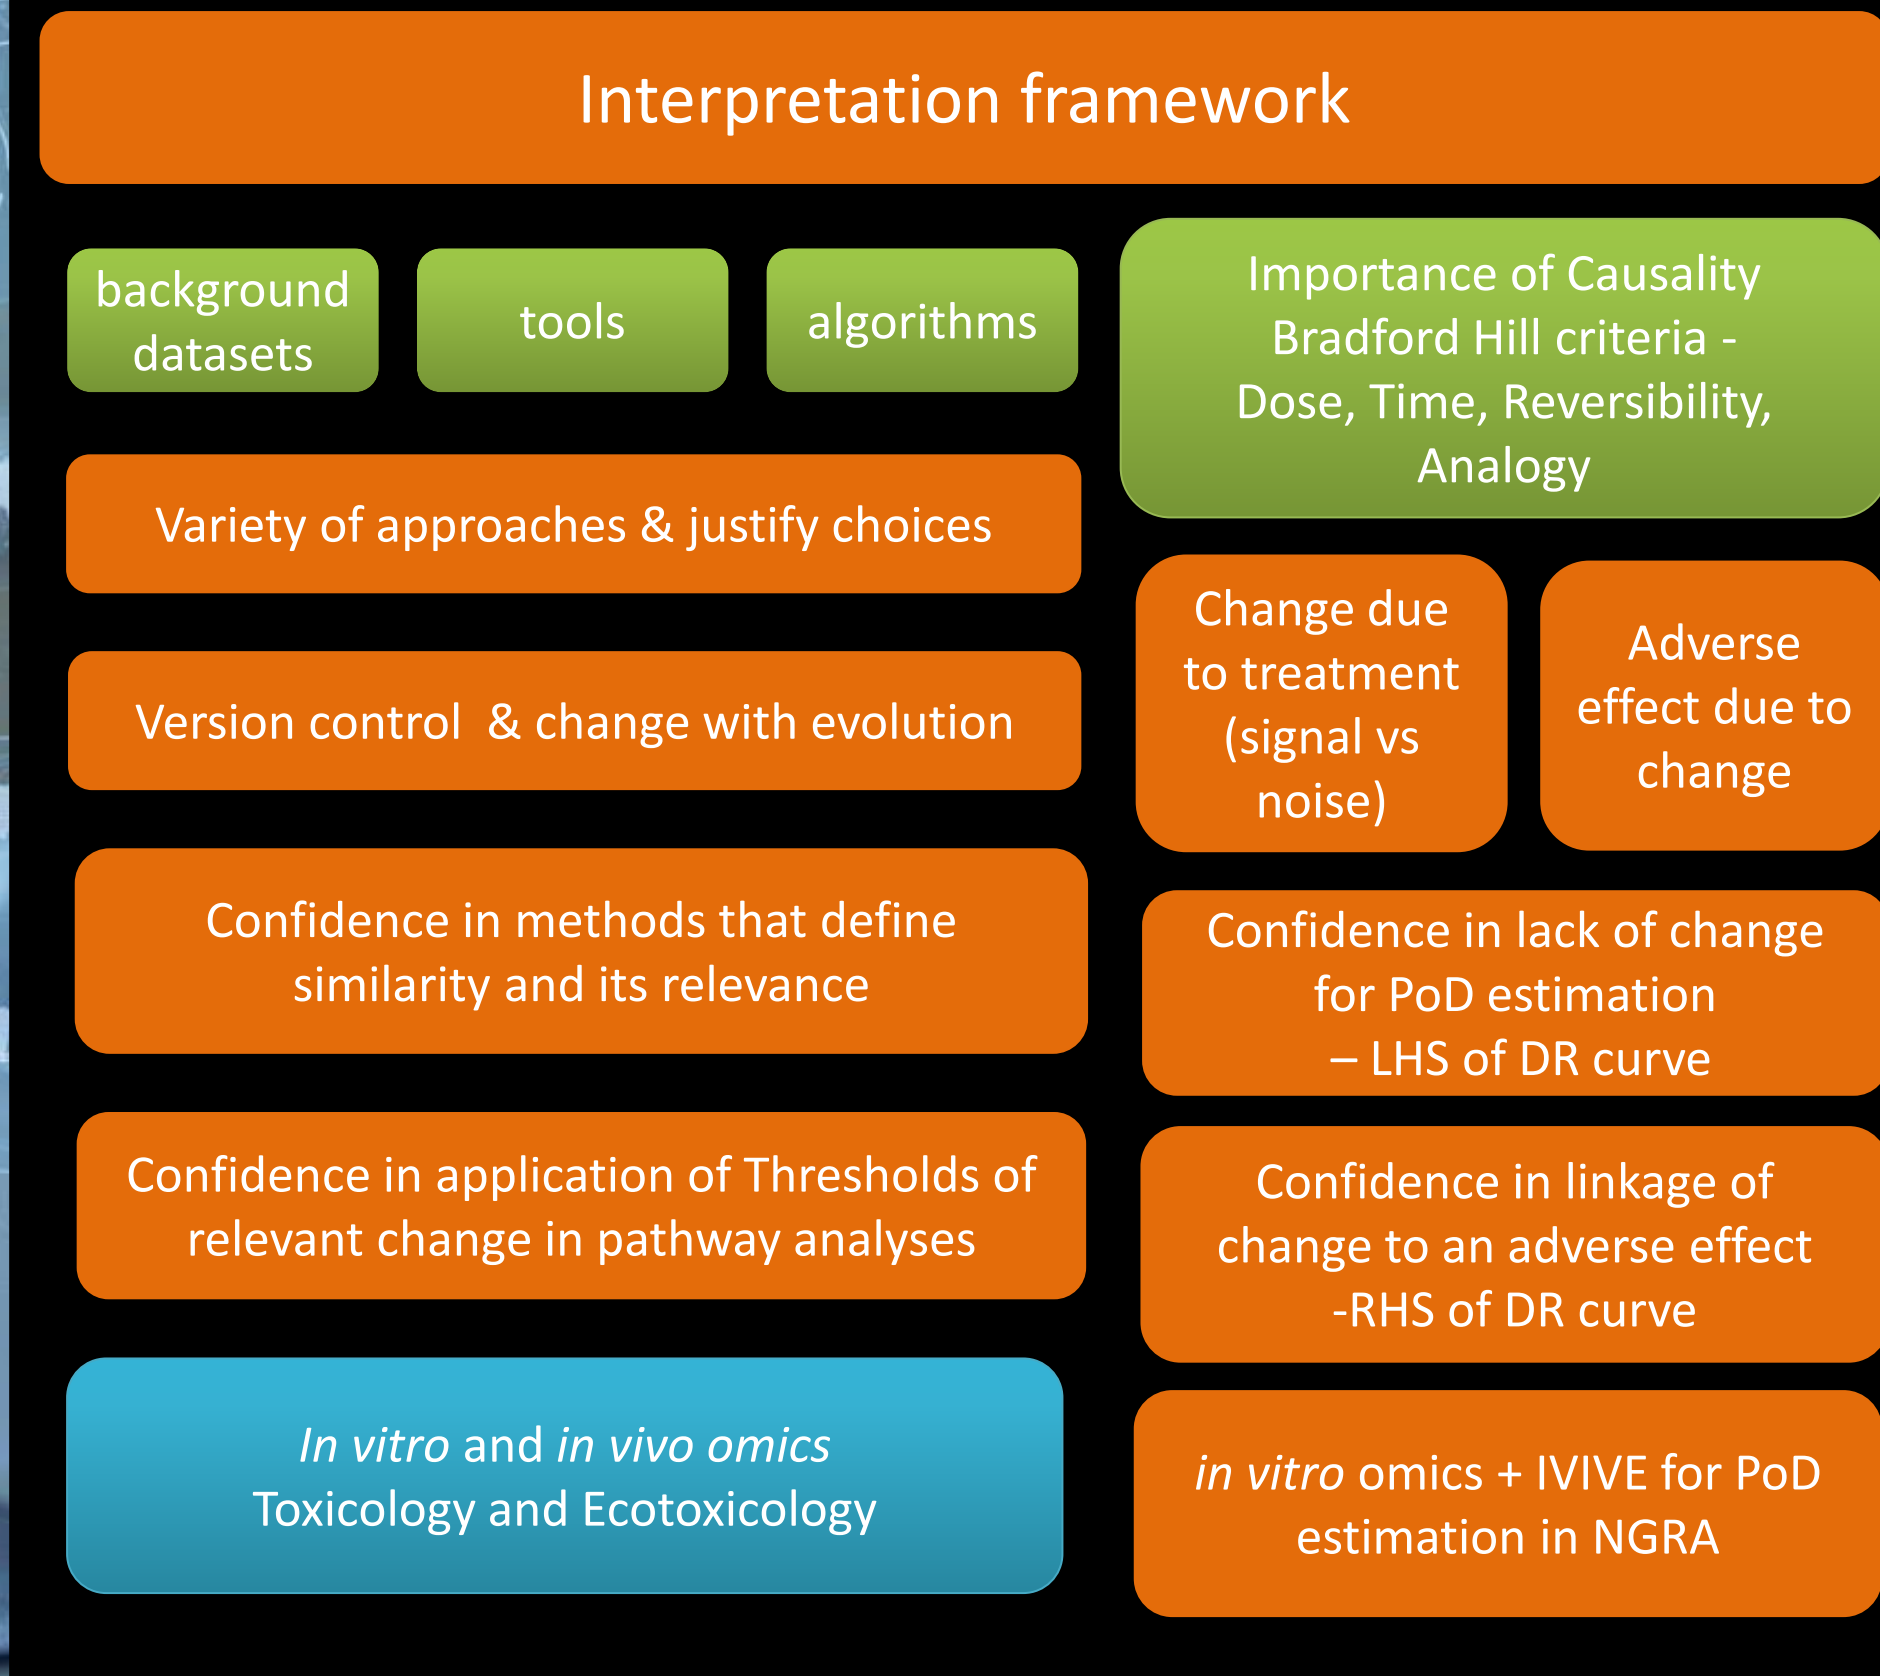 Interpretation framework
background
datasets
tools
algorithms
Variety of approaches & justify choices
Version control  & change with evolution
Confidence in methods that define
similarity and its relevance
Confidence in application of Thresholds of
relevant change in pathway analyses
In vitro and in vivo omics
Toxicology and Ecotoxicology
Importance of Causality
Bradford Hill criteria -
Dose, Time, Reversibility,
Analogy
Change due
to treatment
(signal vs
noise)
Adverse
effect due to
change
Confidence in lack of change
for PoD estimation
– LHS of DR curve
Confidence in linkage of
change to an adverse effect
-RHS of DR curve
in vitro omics + IVIVE for PoD
estimation in NGRA